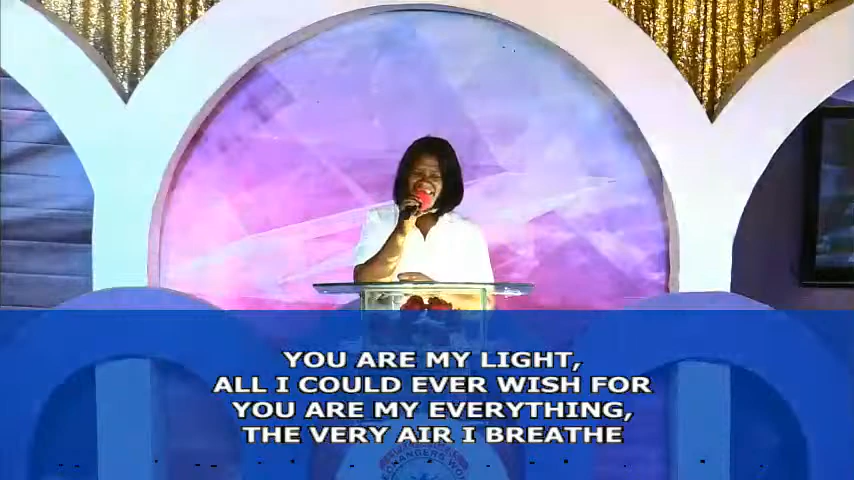 YOU ARE MY LIGHT,
ALL I COULD EVER WISH FOR
YOU ARE MY EVERYTHING,
THE VERY AIR I BREATHE